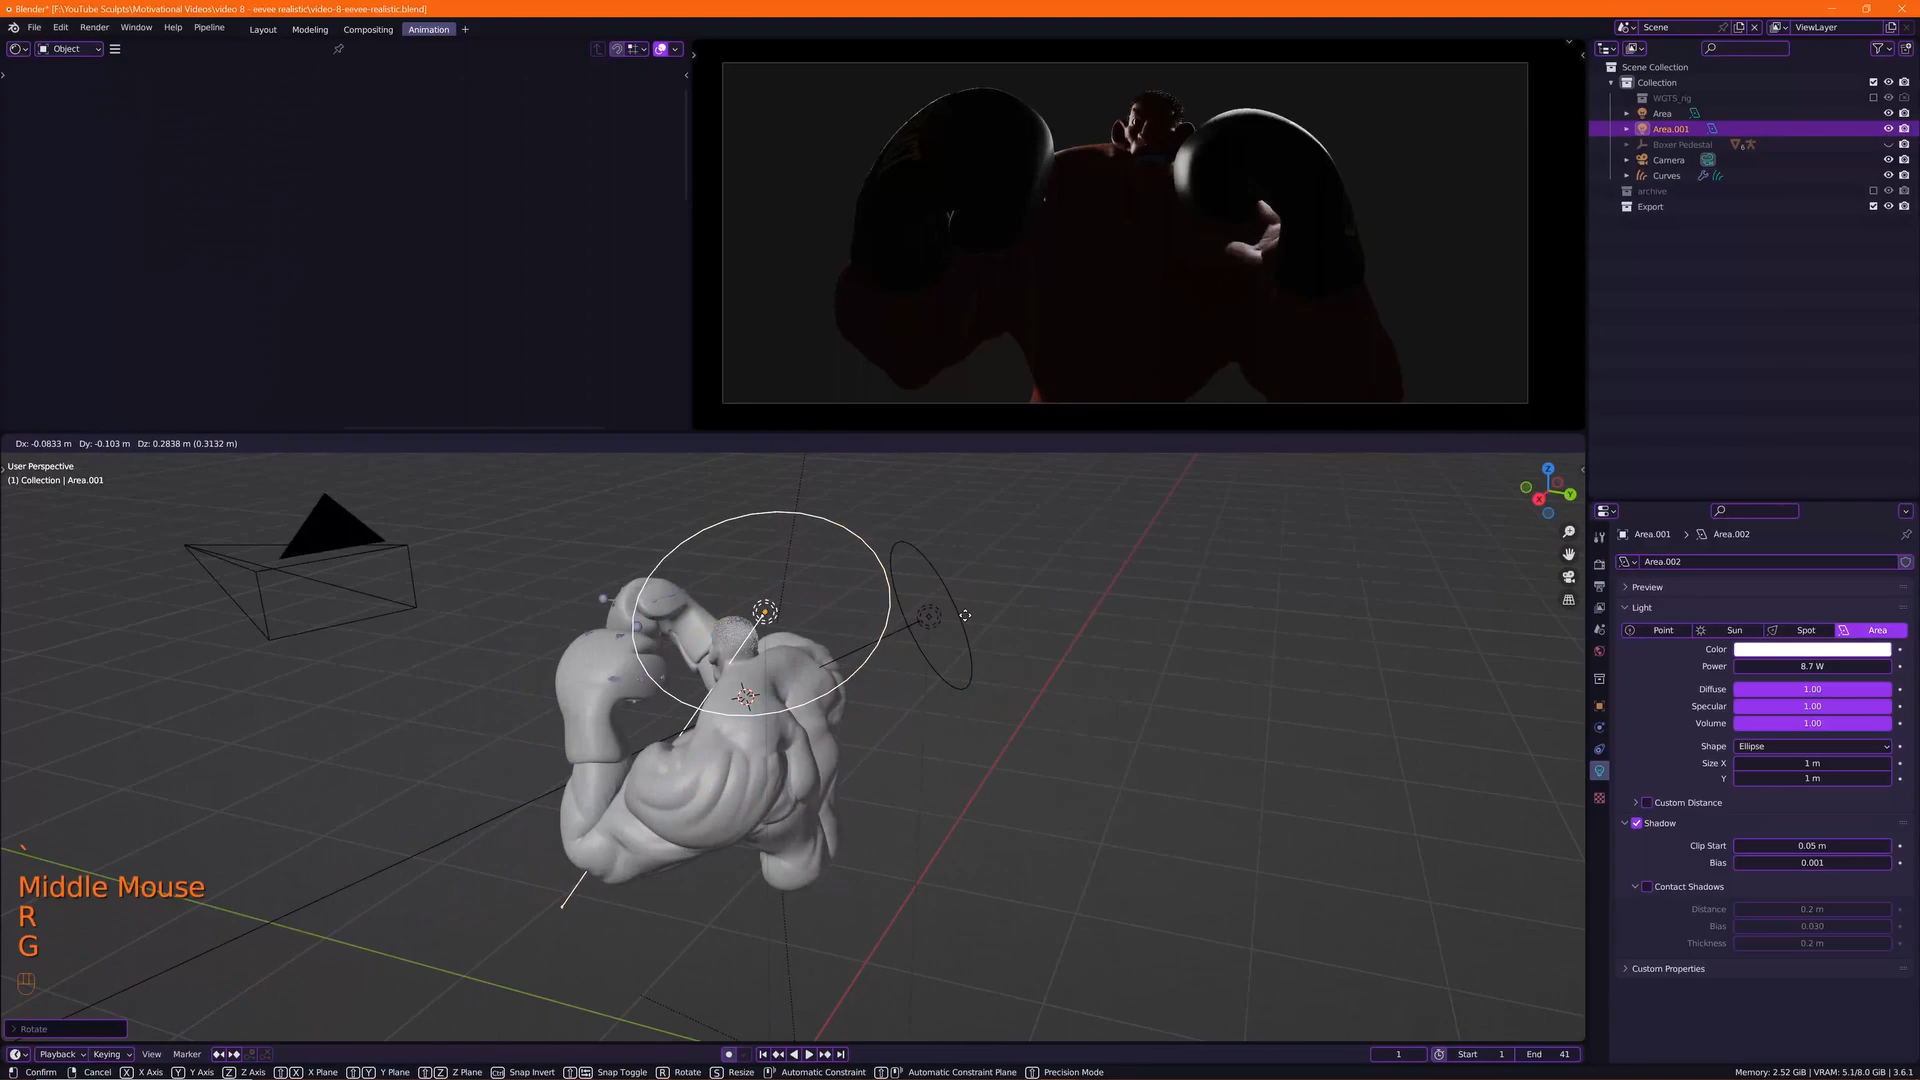 Blender* [F:\YouTube Sculpts\Motivational Videos\video 8 - eevee realistic\video-8-eevee-realistic.blend]
File Edit Render Window Help Pipeline Layout Modeling Compositing Animation +
Scene ViewLayer
Object
Scene Collection
Collection
WGTS_rig
Area
Area.001
Boxer Pedestal 6
Camera
Curves
archive
Export
Dx: -0.0833 m Dy: -0.103 m Dz: 0.2838 m (0.3132 m)
User Perspective
(1) Collection | Area.001
Z
Y
X
Area.001 > Area.002
Area.002
Preview
Light
Point Sun Spot Area
Color
Power 8.7 W
Diffuse 1.00
Specular 1.00
Volume 1.00
Shape Ellipse
Size X 1 m
Y 1 m
Custom Distance
Shadow
Clip Start 0.05 m
Bias 0.001
Contact Shadows
Distance 0.2 m
Bias 0.030
Thickness 0.2 m
Custom Properties
Middle Mouse
R
G
Rotate
Playback Keying View Marker 1 Start 1 End 41
Confirm Cancel X X Axis Y Y Axis Z Z Axis X X Plane Y Y Plane Z Z Plane Ctrl Snap Invert Snap Toggle R Rotate S Resize Automatic Constraint Automatic Constraint Plane Precision Mode Memory: 2.52 GiB | VRAM: 5.1/8.0 GiB | 3.6.1